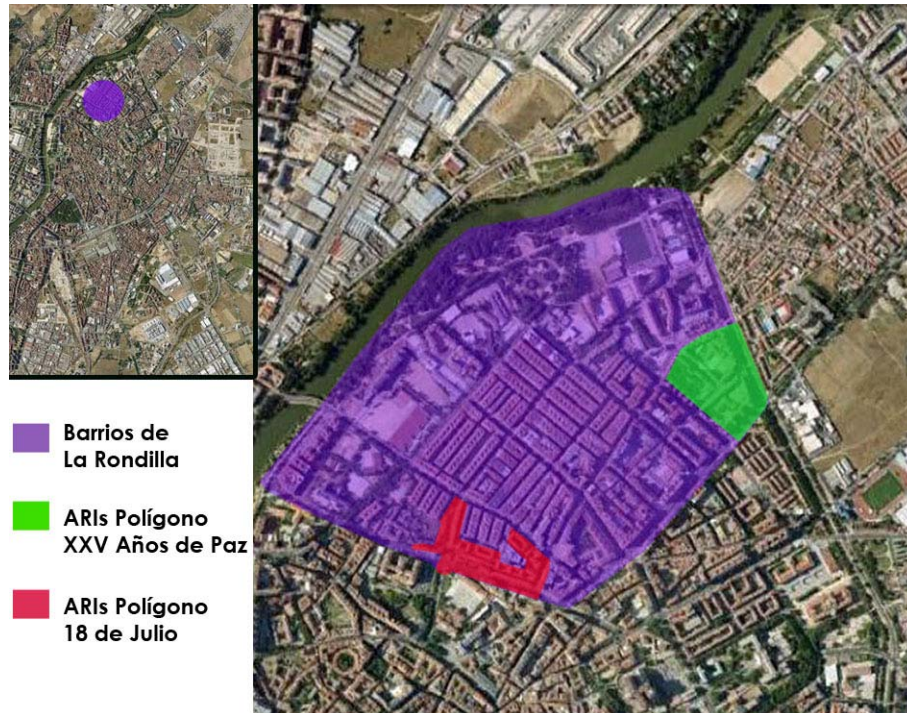 Barrios de
La Rondilla
ARIs Polígono
XXV Años de Paz
ARIs Polígono
18 de Julio